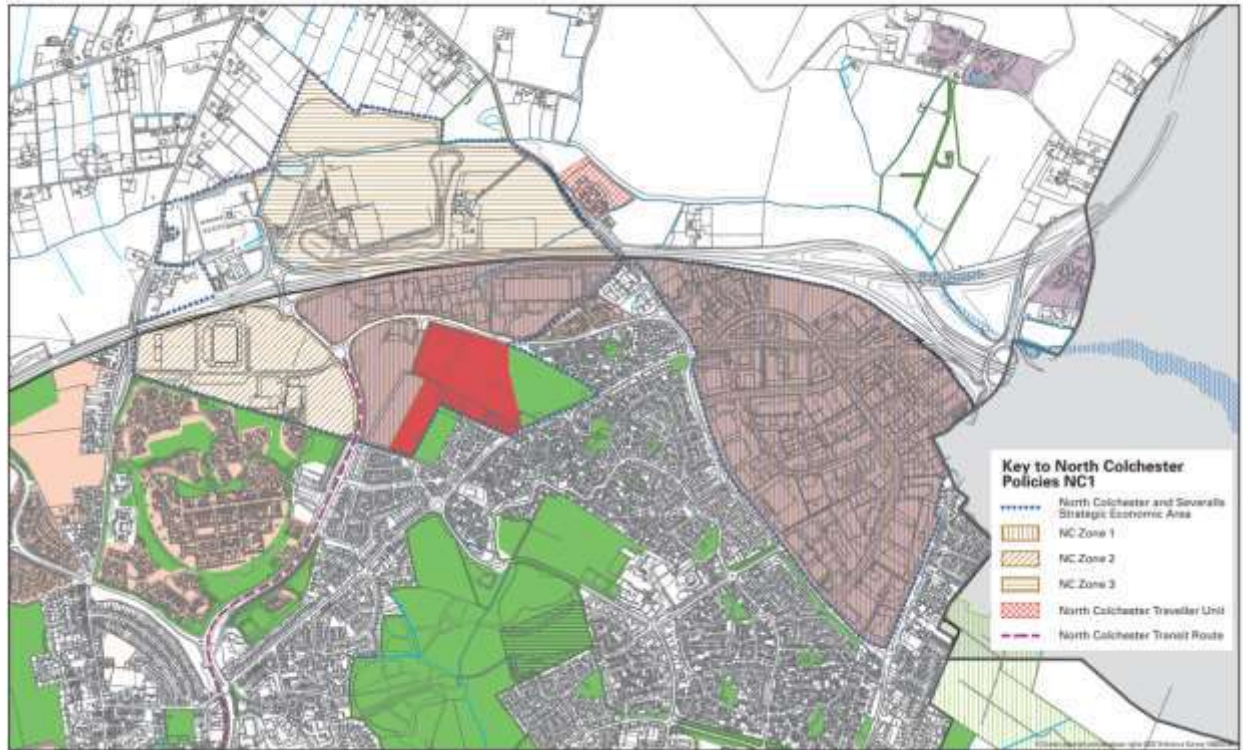 Key to North Colchester
Policies NC1
North Colchester and Severalls
Strategic Economic Area
NC Zone 1
NC Zone 2
NC Zone 3
North Colchester Traveller Unit
North Colchester Transit Route